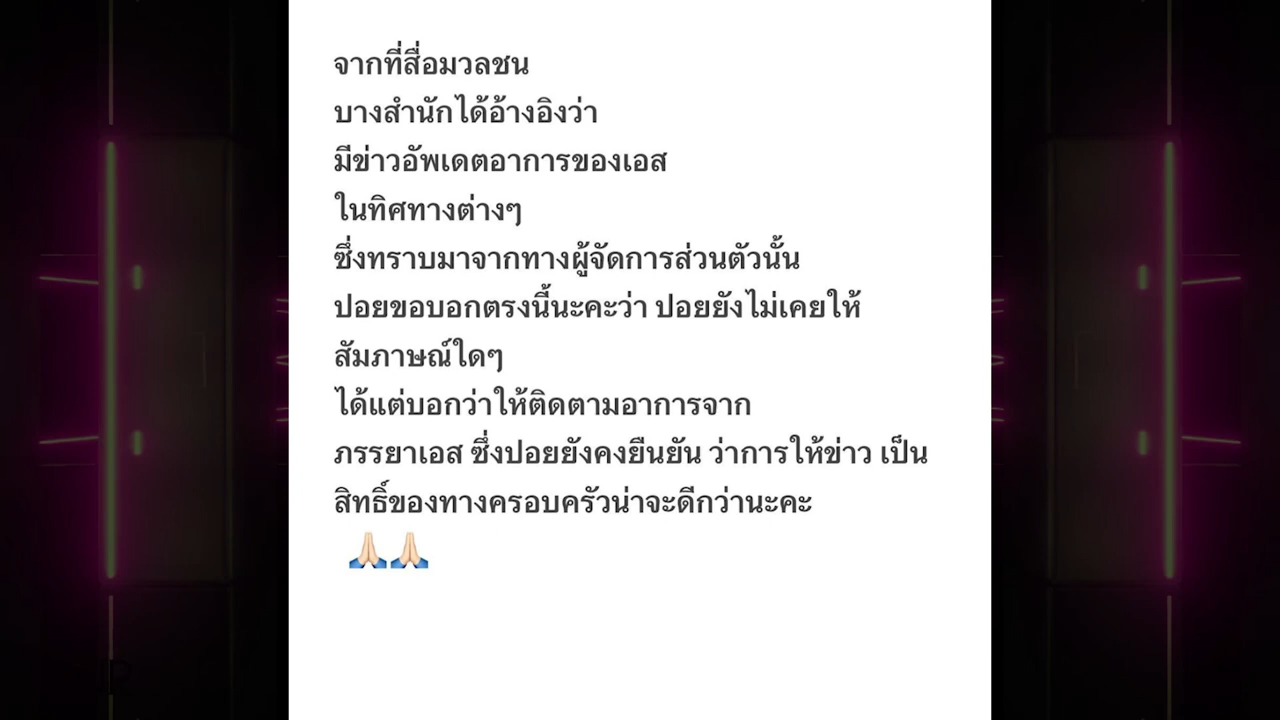 จากที่สื่อมวลชน
บางสำนักได้อ้างอิงว่า
มีข่าวอัพเดตอาการของเอส
ในทิศทางต่างๆ
ซึ่งทราบมาจากทางผู้จัดการส่วนตัวนั้น
ปอยขอบอกตรงนี้นะคะว่า ปอยยังไม่เคยให้
สัมภาษณ์ใดๆ
ได้แต่บอกว่าให้ติดตามอาการจาก
ภรรยาเอส ซึ่งปอยยังคงยืนยัน ว่าการให้ข่าว เป็น
สิทธิ์ของทางครอบครัวน่าจะดีกว่านะคะ
🙏🏻🙏🏻